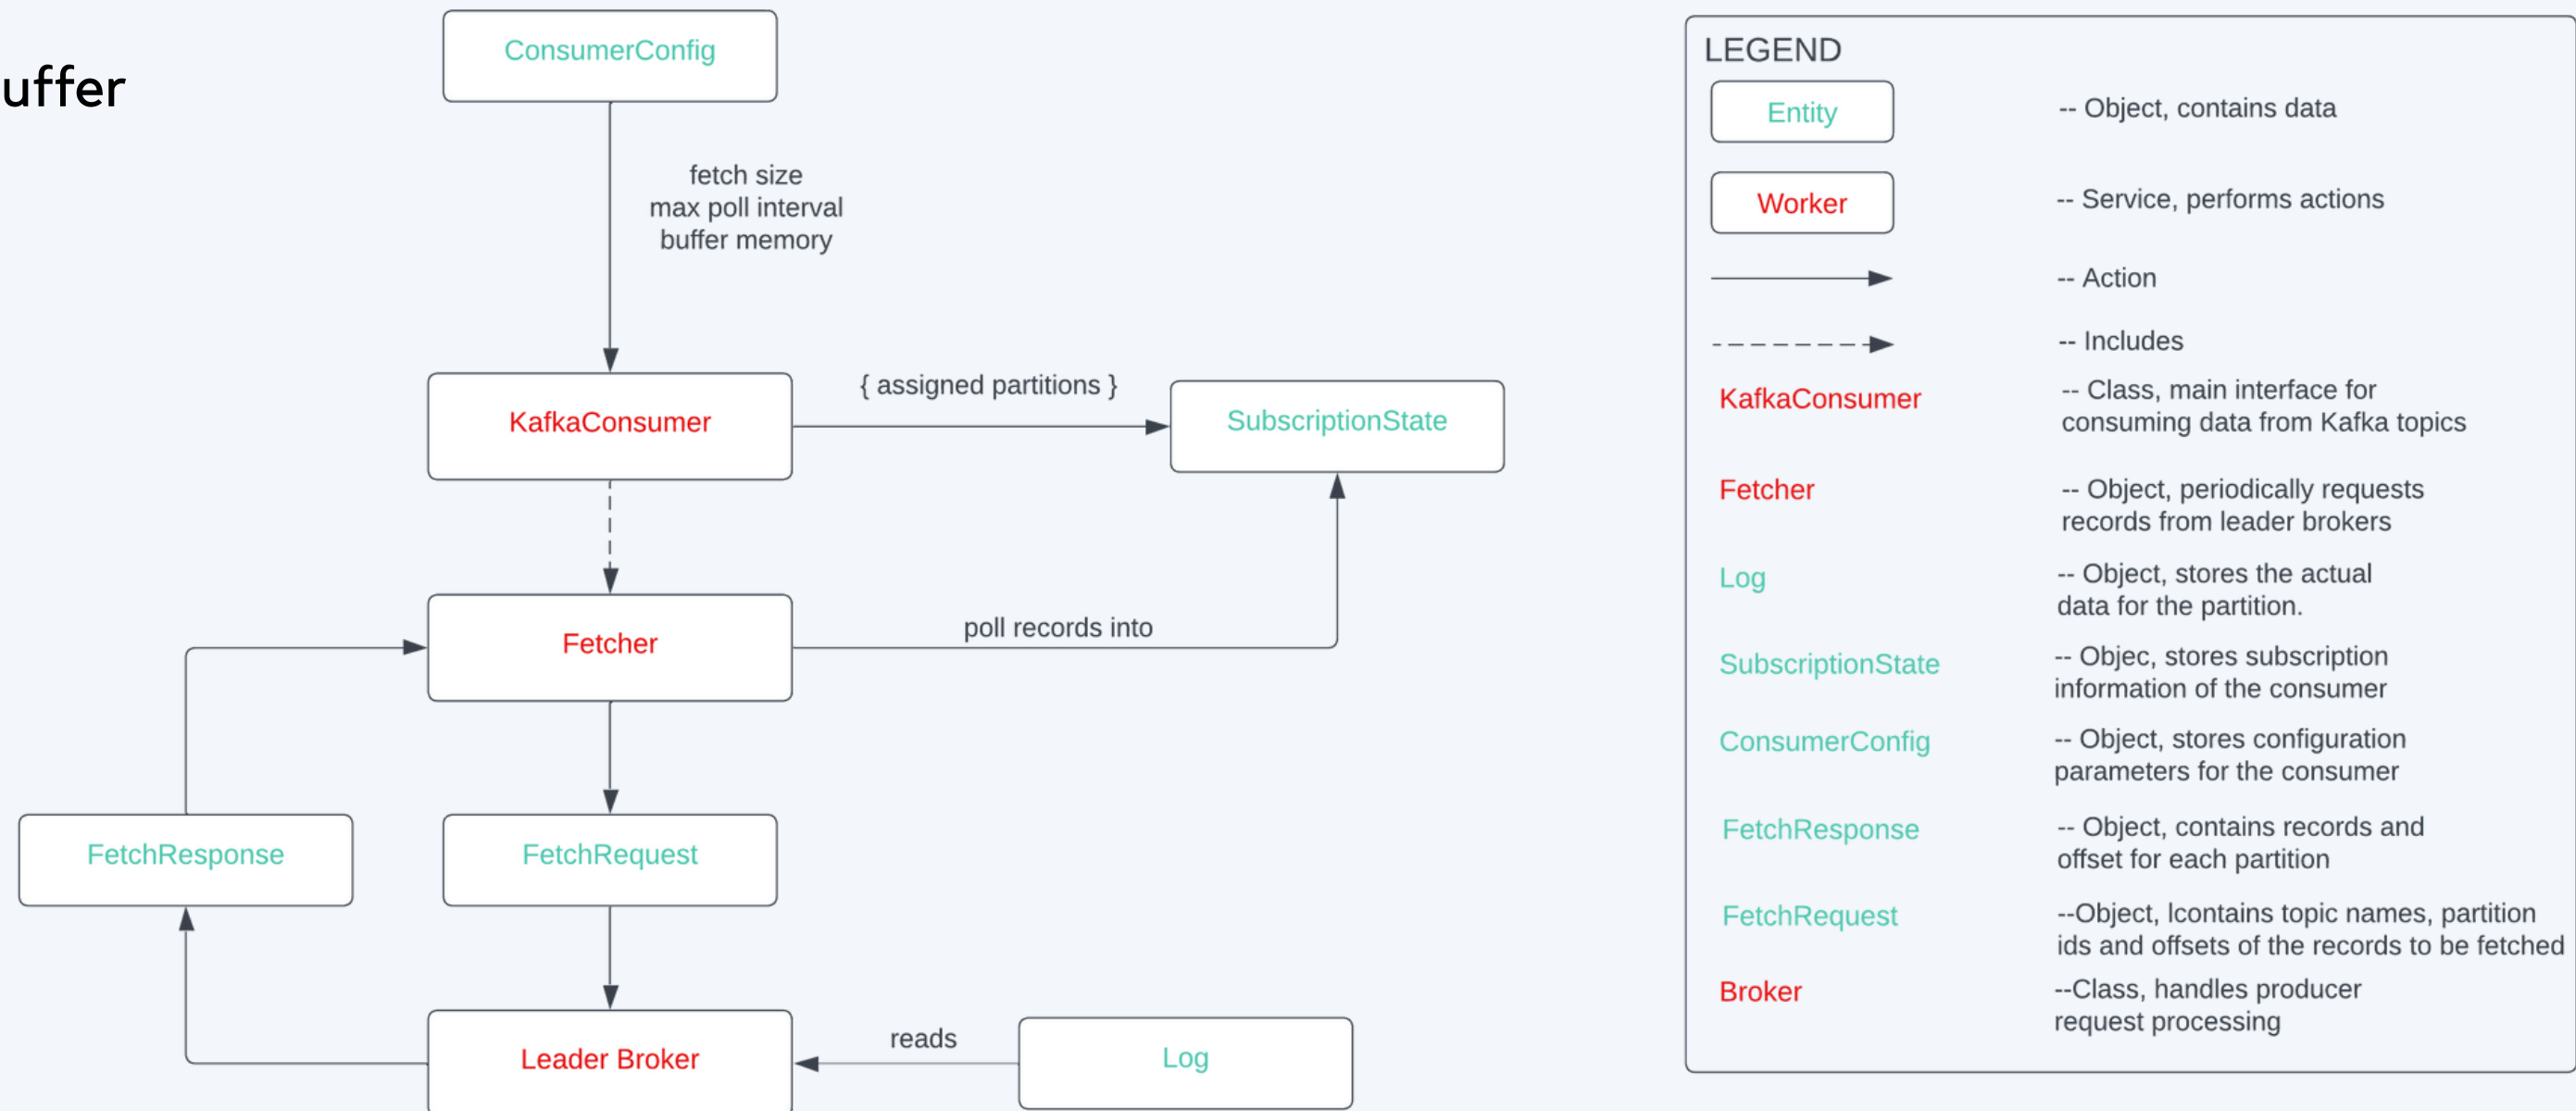 uffer
ConsumerConfig
fetch size
max poll interval
buffer memory
KafkaConsumer
{ assigned partitions }
SubscriptionState
Fetcher
poll records into
FetchResponse
FetchRequest
Leader Broker
reads
Log
LEGEND
Entity
-- Object, contains data
Worker
-- Service, performs actions
-- Action
-- Includes
KafkaConsumer
-- Class, main interface for
consuming data from Kafka topics
Fetcher
-- Object, periodically requests
records from leader brokers
Log
-- Object, stores the actual
data for the partition.
SubscriptionState
-- Objec, stores subscription
information of the consumer
ConsumerConfig
-- Object, stores configuration
parameters for the consumer
FetchResponse
-- Object, contains records and
offset for each partition
FetchRequest
--Object, lcontains topic names, partition
ids and offsets of the records to be fetched
Broker
--Class, handles producer
request processing